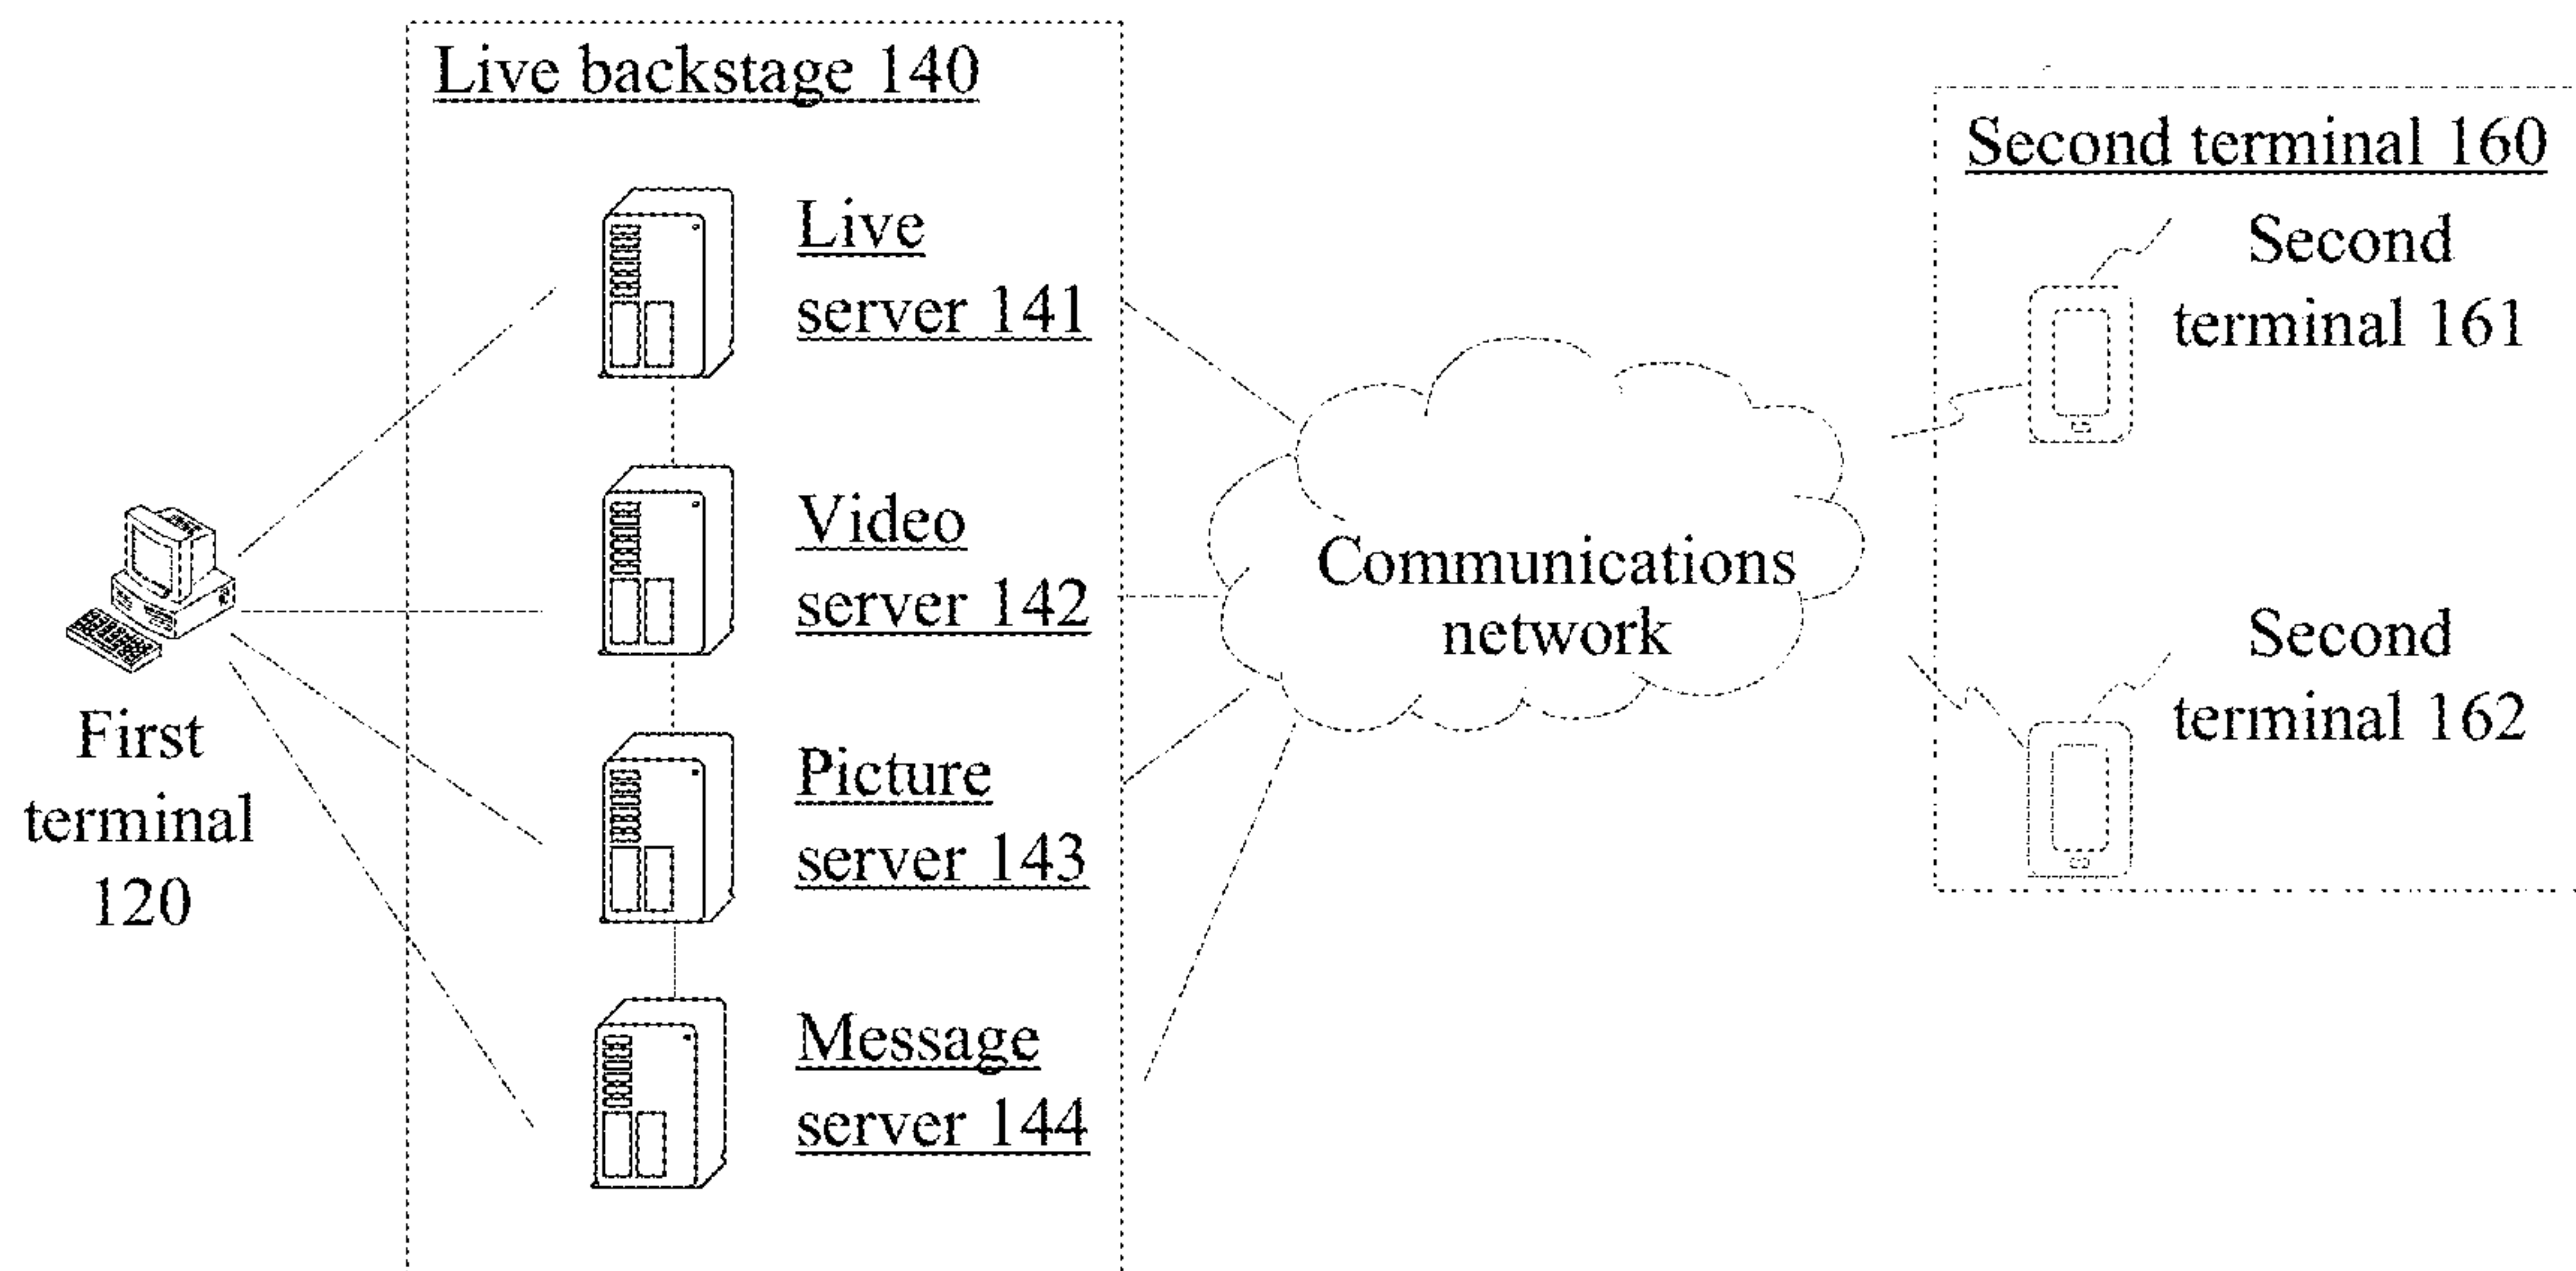 Live backstage 140
Live
server 141
Video
server 142
Picture
server 143
Message
server 144
First
terminal
120
Communications
network
Second terminal 160
Second
terminal 161
Second
terminal 162